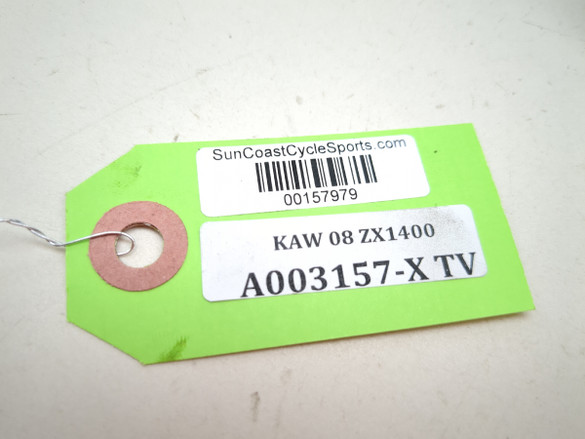 SunCoastCycleSports.com
00157979
KAW 08 ZX1400
A003157-X TV